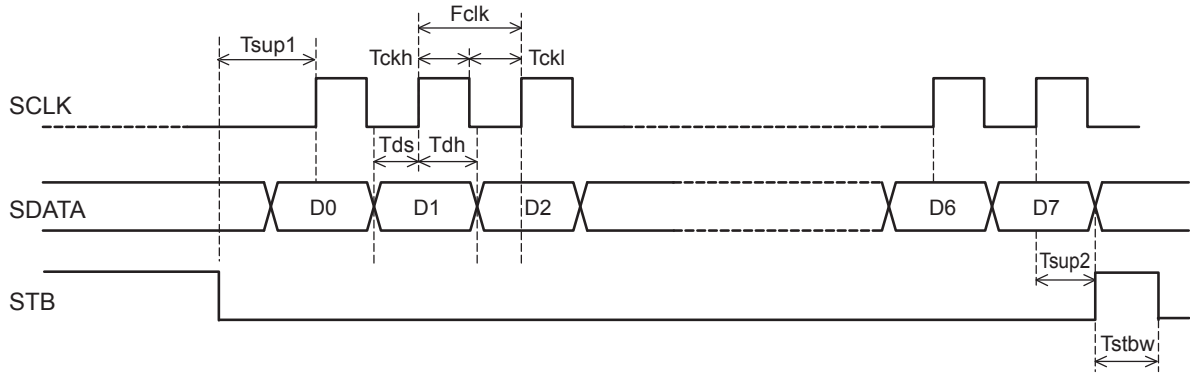 Fclk
Tsup1
Tckh Tckl
SCLK
Tds Tdh
SDATA D0 D1 D2 D6 D7
Tsup2
STB
Tstbw